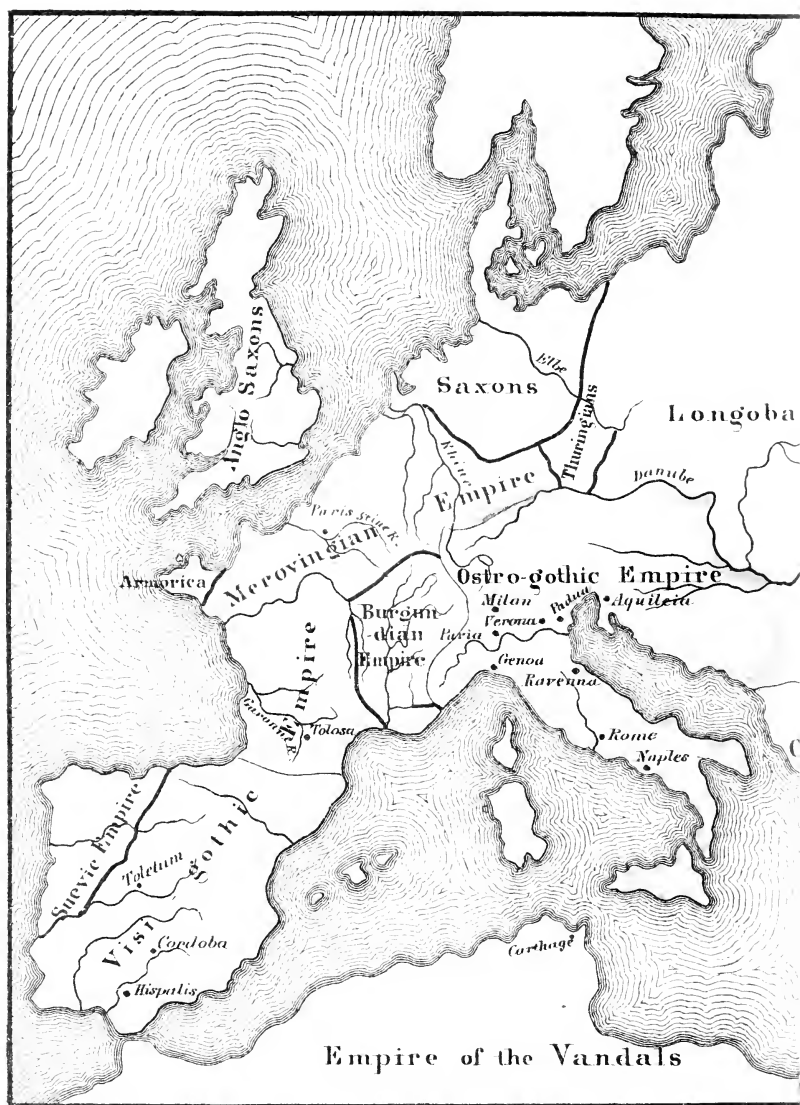 Anglo Saxons
Saxons
Elbe
Thuringians
Longoba
Rhine
Empire
Danube
Paris
Seine R.
Merovingian
Armorica
Ostro-gothic Empire
Milan
Padua
Aquileia
Verona
Pavia
Burgun
-dian
Empire
Genoa
Ravenna
Empire
Garonne R.
Tolosa
Rome
Naples
C
Suevic Empire
gothic
Toletum
Visi
Cordoba
Hispalis
Carthage
Empire of the Vandals